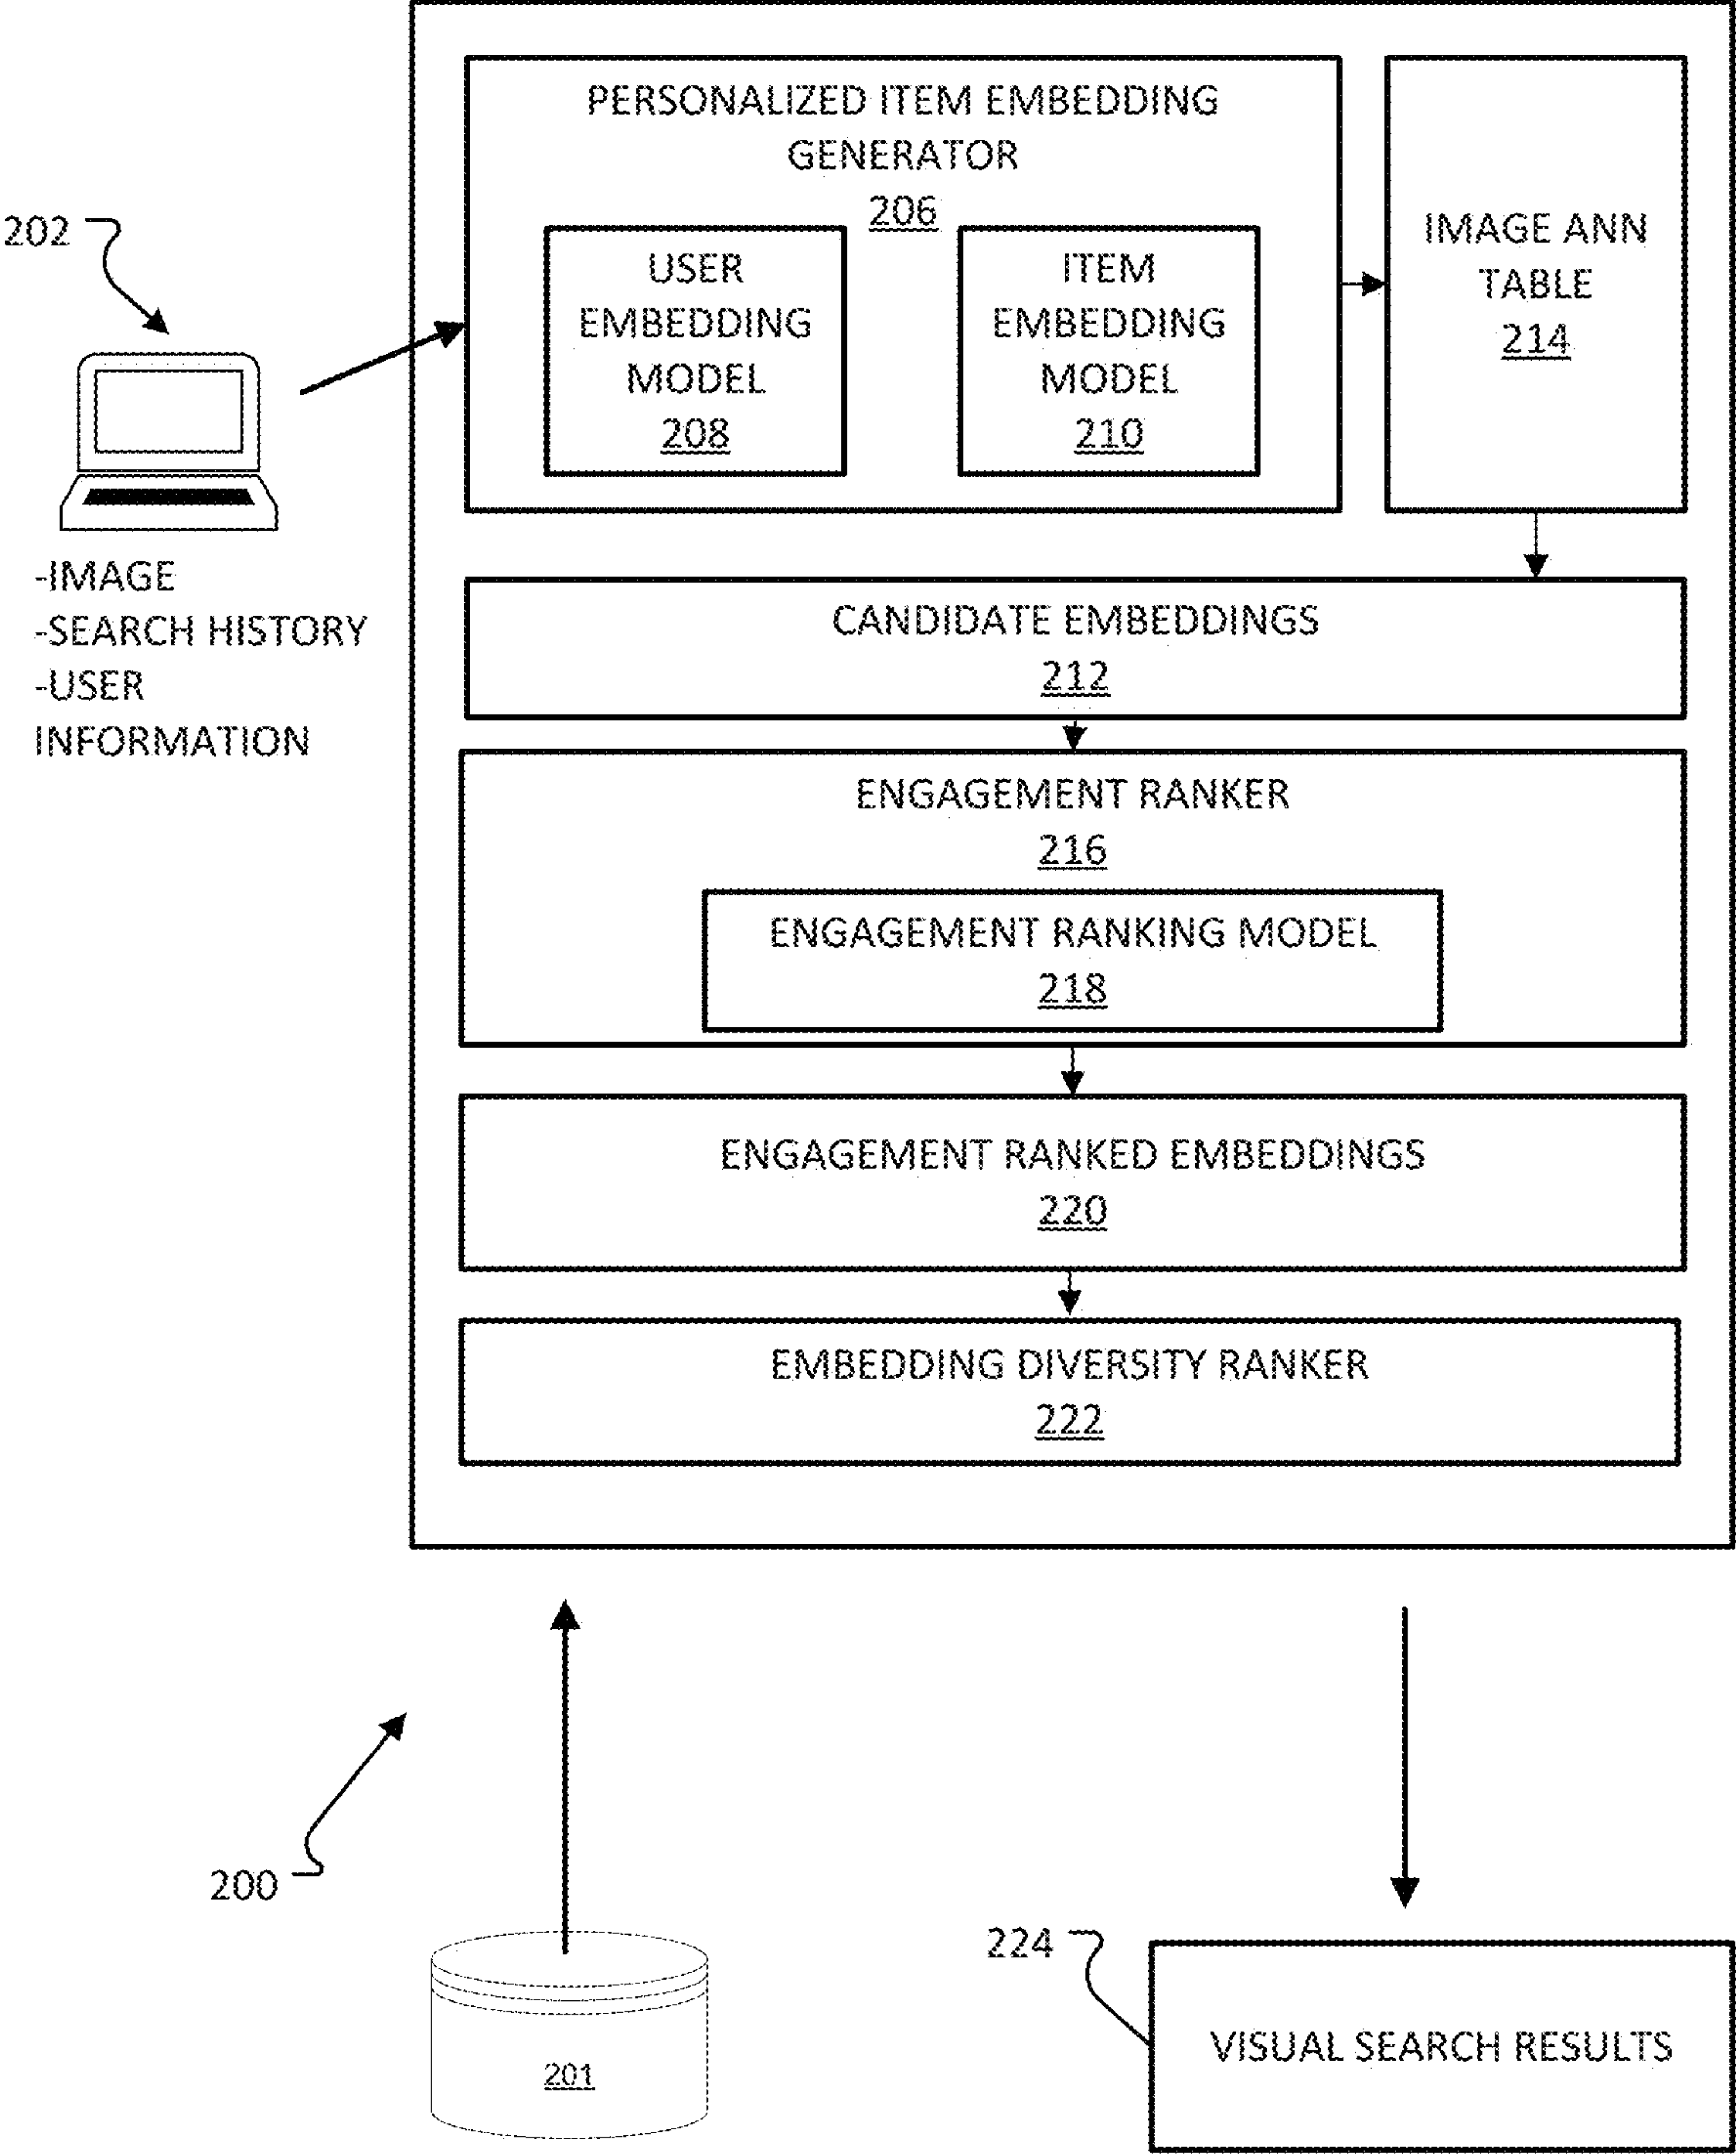 PERSONALIZED ITEM EMBEDDING
GENERATOR
206
USER
EMBEDDING
MODEL
208
ITEM
EMBEDDING
MODEL
210
IMAGE ANN
TABLE
214
202
-IMAGE
-SEARCH HISTORY
-USER
INFORMATION
CANDIDATE EMBEDDINGS
212
ENGAGEMENT RANKER
216
ENGAGEMENT RANKING MODEL
218
ENGAGEMENT RANKED EMBEDDINGS
220
EMBEDDING DIVERSITY RANKER
222
200
201
224
VISUAL SEARCH RESULTS